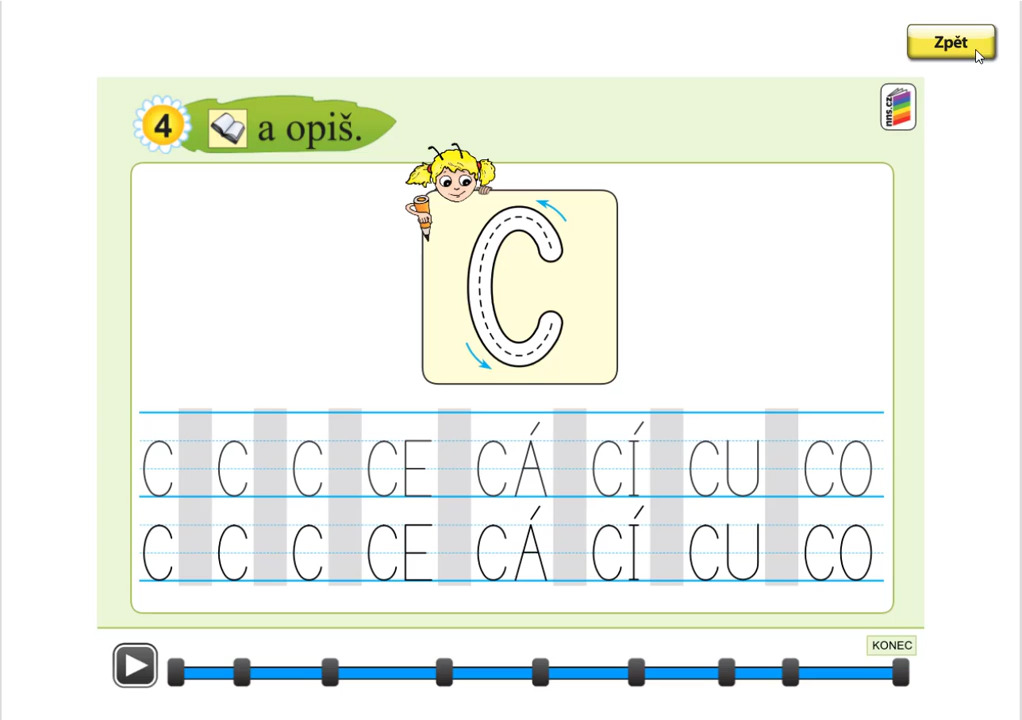 Zpět
4 a opiš.
nns.cz
C
C C C CE CÁ CÍ CU CO
C C C CE CÁ CÍ CU CO
KONEC